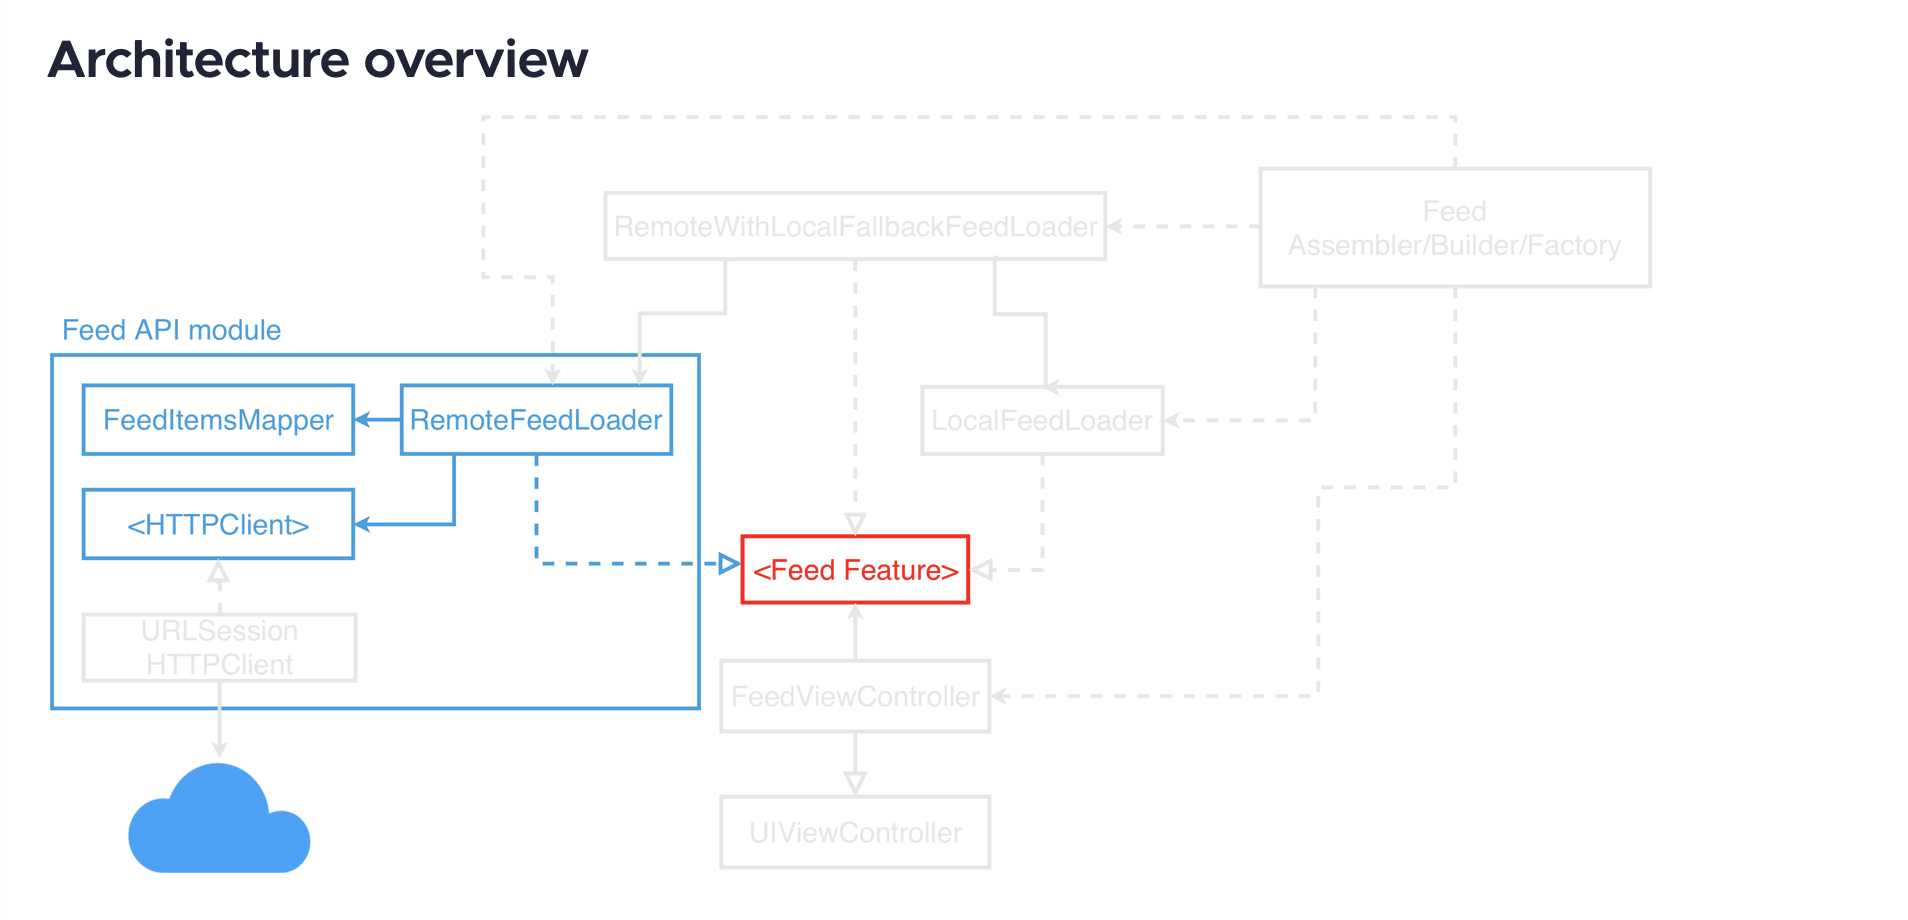 Architecture overview
RemoteWithLocalFallbackFeedLoader
Feed
Assembler/Builder/Factory
Feed API module
FeedItemsMapper
RemoteFeedLoader
LocalFeedLoader
<HTTPClient>
<Feed Feature>
URLSession
HTTPClient
FeedViewController
UIViewController